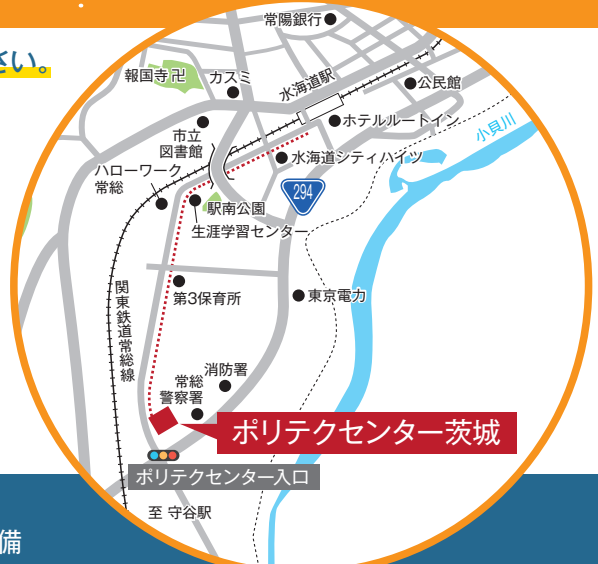 常陽銀行
さい。
報国寺卍
カスミ
水海道駅
公民館
ホテルルートイン
小貝川
市立
図書館
水海道シティハイツ
ハローワーク
常総
294
駅南公園
生涯学習センター
関東鉄道常総線
第3保育所
東京電力
消防署
常総
警察署
ポリテクセンター茨城
ポリテクセンター入口
至 守谷駅
備